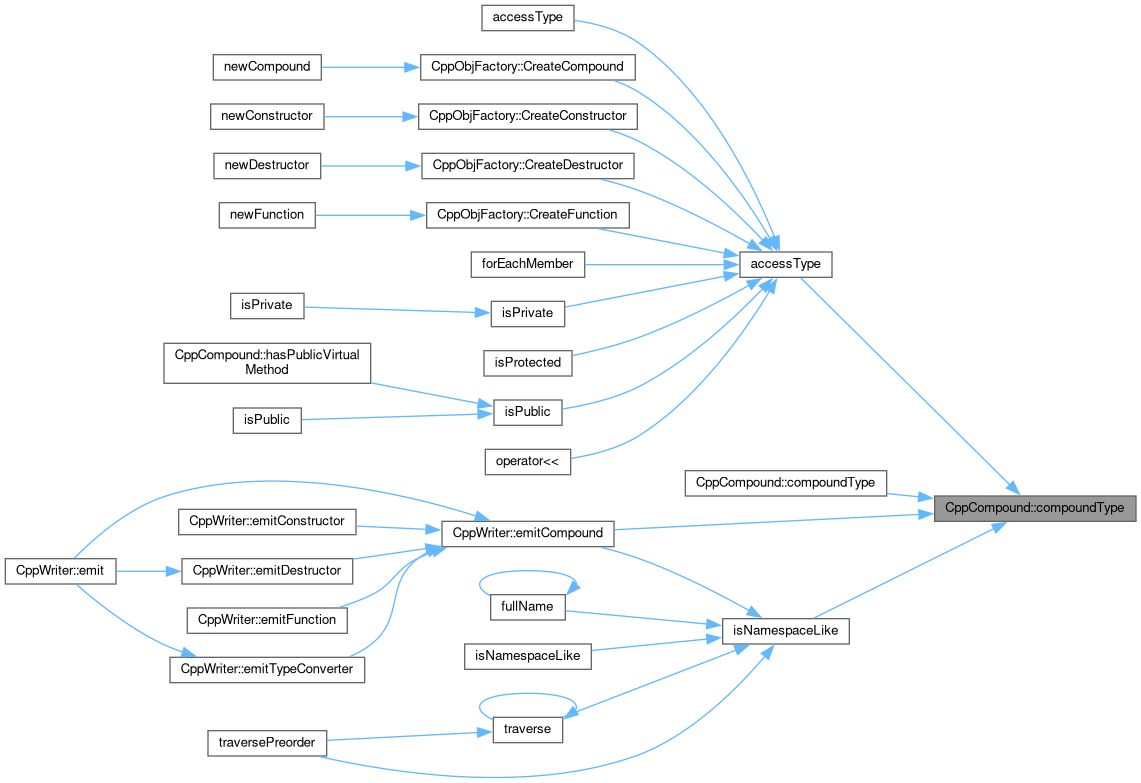 accessType
newCompound
CppObjFactory::CreateCompound
newConstructor
CppObjFactory::CreateConstructor
newDestructor
CppObjFactory::CreateDestructor
newFunction
CppObjFactory::CreateFunction
forEachMember
accessType
isPrivate
isPrivate
isProtected
CppCompound::hasPublicVirtual
Method
isPublic
isPublic
operator<<
CppCompound::compoundType
CppCompound::compoundType
CppWriter::emitConstructor
CppWriter::emitCompound
CppWriter::emit
CppWriter::emitDestructor
fullName
CppWriter::emitFunction
isNamespaceLike
isNamespaceLike
CppWriter::emitTypeConverter
traverse
traversePreorder